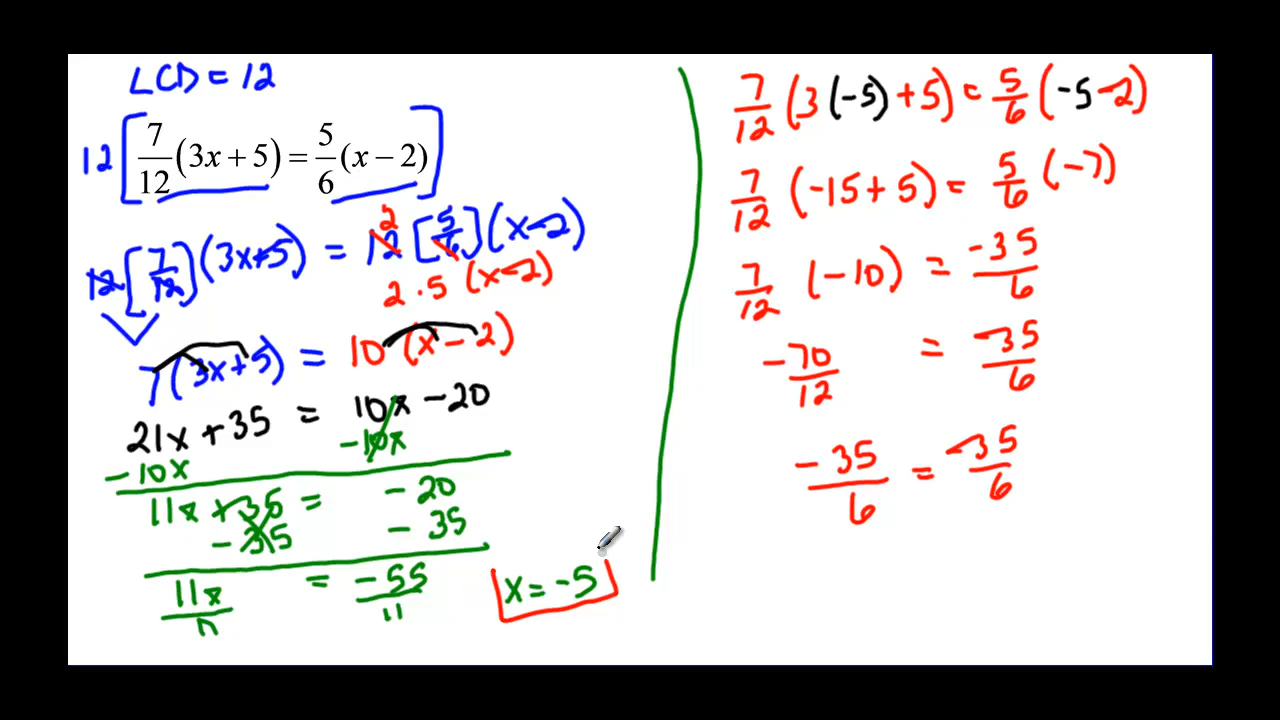 LCD = 12
12 [ 7/12 (3x + 5) = 5/6 (x − 2) ]
12 [ 7/12 ] (3x+5) = 12 [ 5/6 ] (x−2)
2
2 · 5 (x−2)
7 (3x+5) = 10 (x − 2)
21x + 35 = 10x − 20
−10x −10x
11x + 35 = −20
− 35 − 35
11x/11 = −55/11
x = −5
7/12 (3 (−5) + 5) = 5/6 (−5 −2)
7/12 (−15 + 5) = 5/6 (−7)
7/12 (−10) = −35/6
−70/12 = −35/6
−35/6 = −35/6